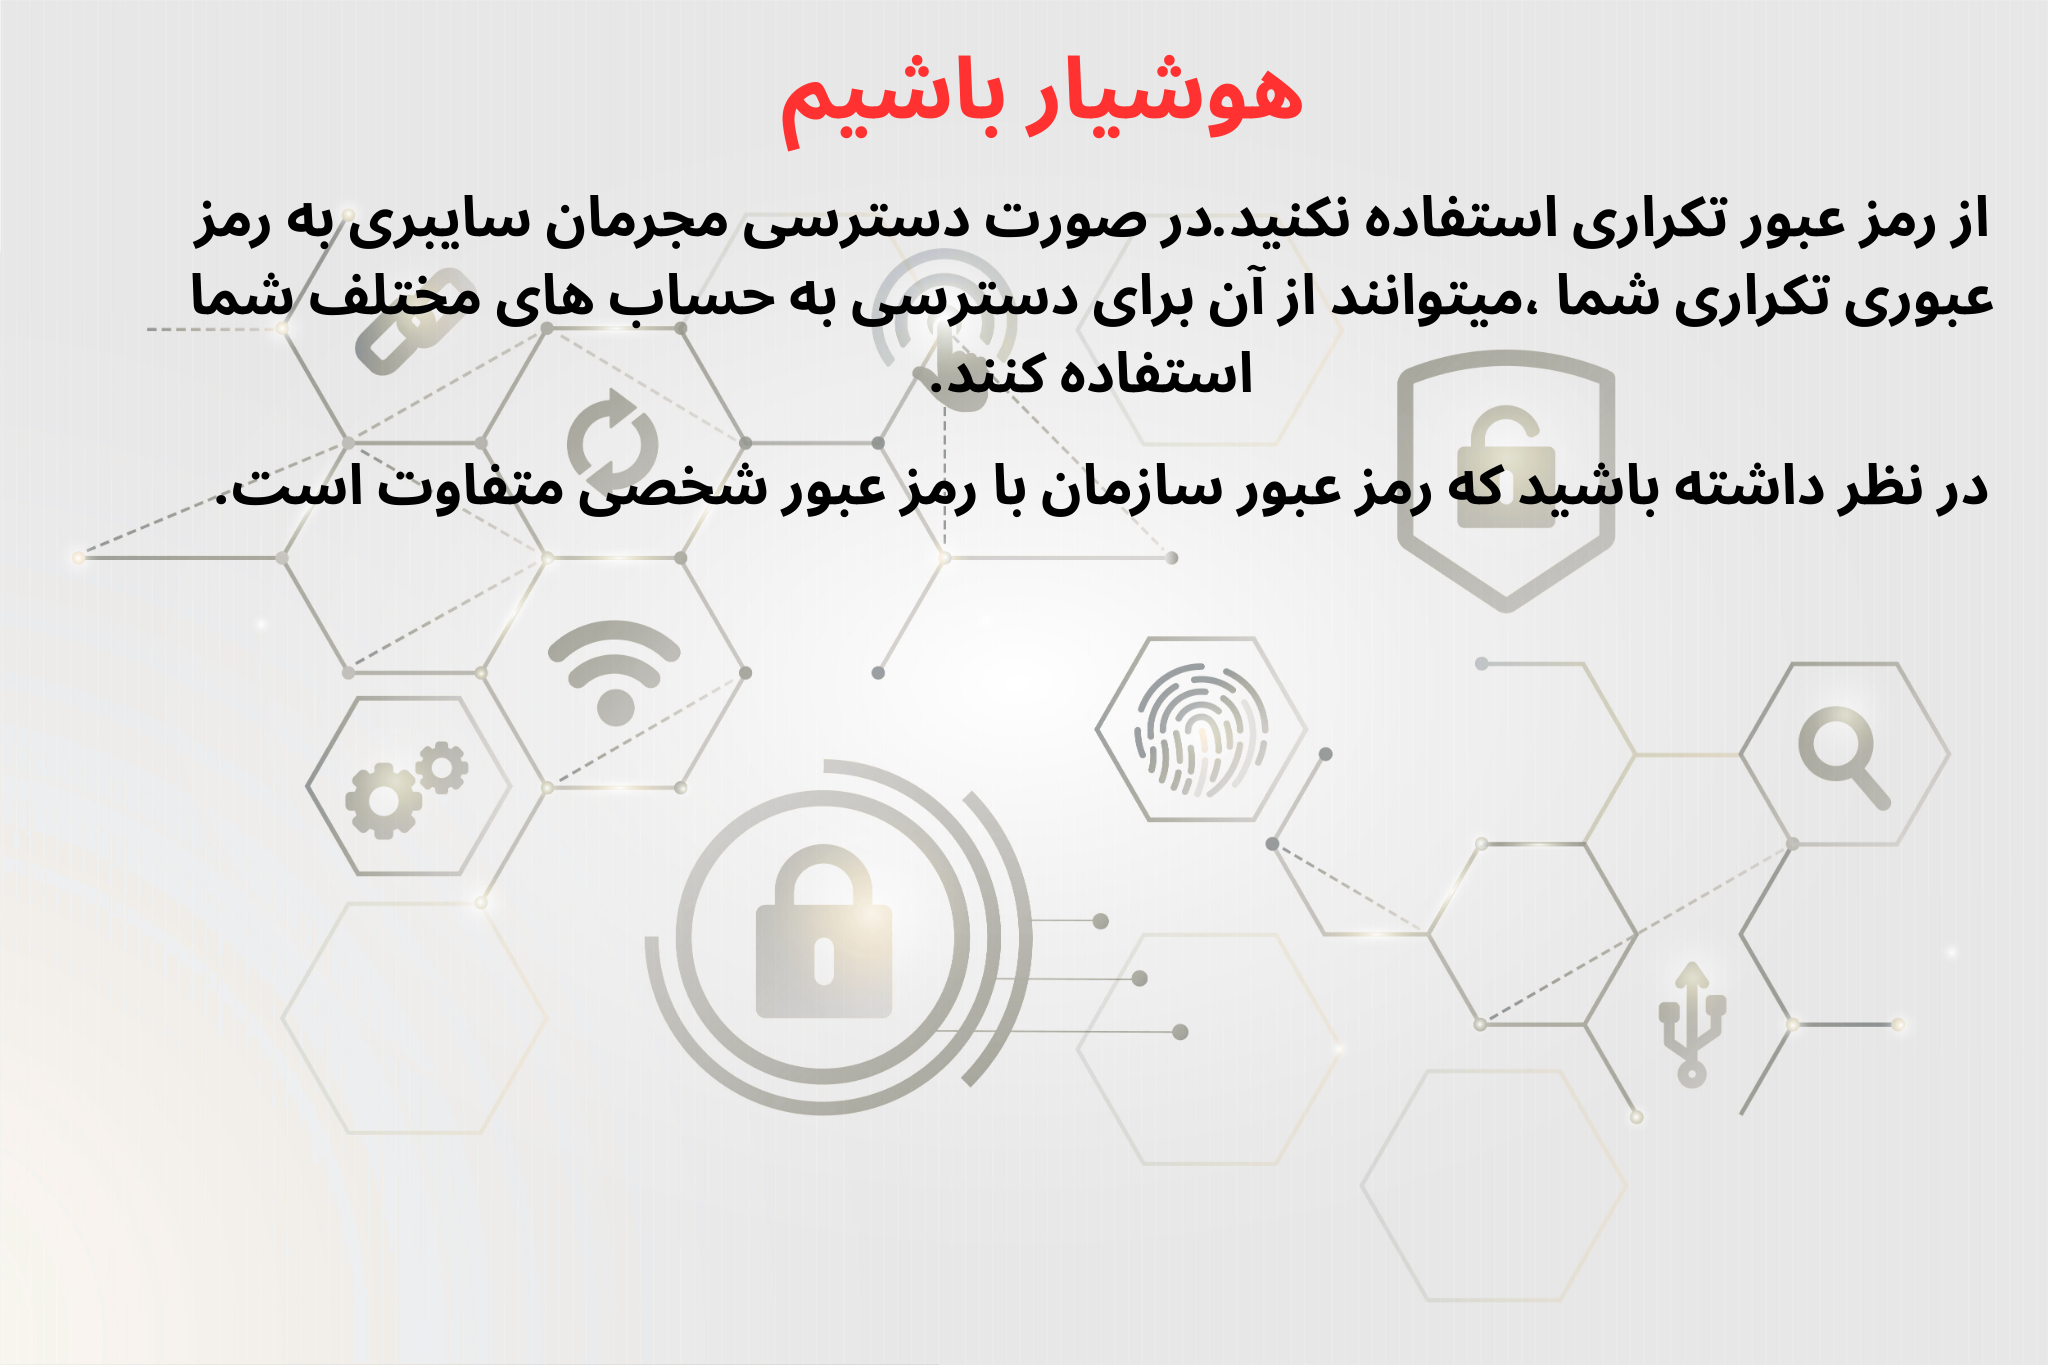 هوشیار باشیم
از رمز عبور تکراری استفاده نکنید.در صورت دسترسی مجرمان سایبری به رمز
عبوری تکراری شما ،میتوانند از آن برای دسترسی به حساب های مختلف شما
استفاده کنند.
در نظر داشته باشید که رمز عبور سازمان با رمز عبور شخصی متفاوت است.